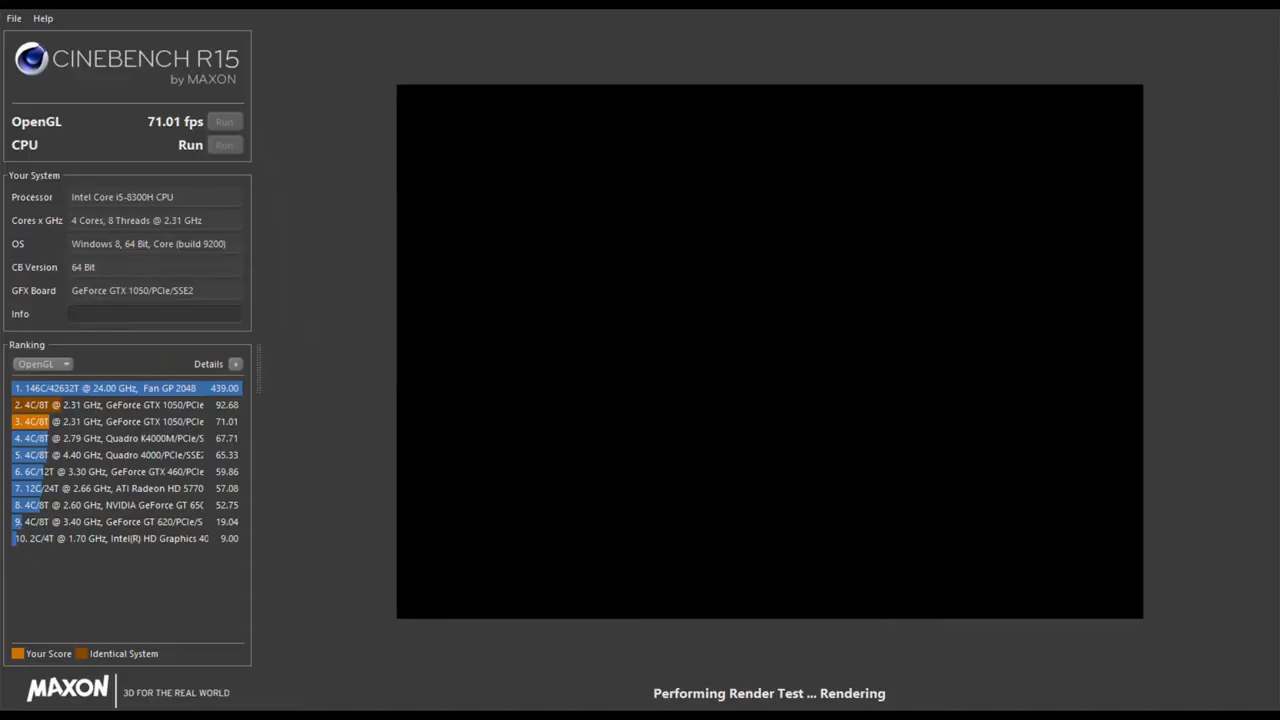 File Help
CINEBENCH R15
by MAXON
OpenGL 71.01 fps Run
CPU Run Run
Your System
Processor Intel Core i5-8300H CPU
Cores x GHz 4 Cores, 8 Threads @ 2.31 GHz
OS Windows 8, 64 Bit, Core (build 9200)
CB Version 64 Bit
GFX Board GeForce GTX 1050/PCIe/SSE2
Info
Ranking
OpenGL Details
1. 146C/42632T @ 24.00 GHz, Fan GP 2048 439.00
2. 4C/8T @ 2.31 GHz, GeForce GTX 1050/PCIe 92.68
3. 4C/8T @ 2.31 GHz, GeForce GTX 1050/PCIe 71.01
4. 4C/8T @ 2.79 GHz, Quadro K4000M/PCIe/S 67.71
5. 4C/8T @ 4.40 GHz, Quadro 4000/PCIe/SSE2 65.33
6. 6C/12T @ 3.30 GHz, GeForce GTX 460/PCIe 59.86
7. 12C/24T @ 2.66 GHz, ATI Radeon HD 5770 57.08
8. 4C/8T @ 2.60 GHz, NVIDIA GeForce GT 650 52.75
9. 4C/8T @ 3.40 GHz, GeForce GT 620/PCIe/S 19.04
10. 2C/4T @ 1.70 GHz, Intel(R) HD Graphics 40 9.00
Your Score Identical System
MAXON 3D FOR THE REAL WORLD
Performing Render Test ... Rendering